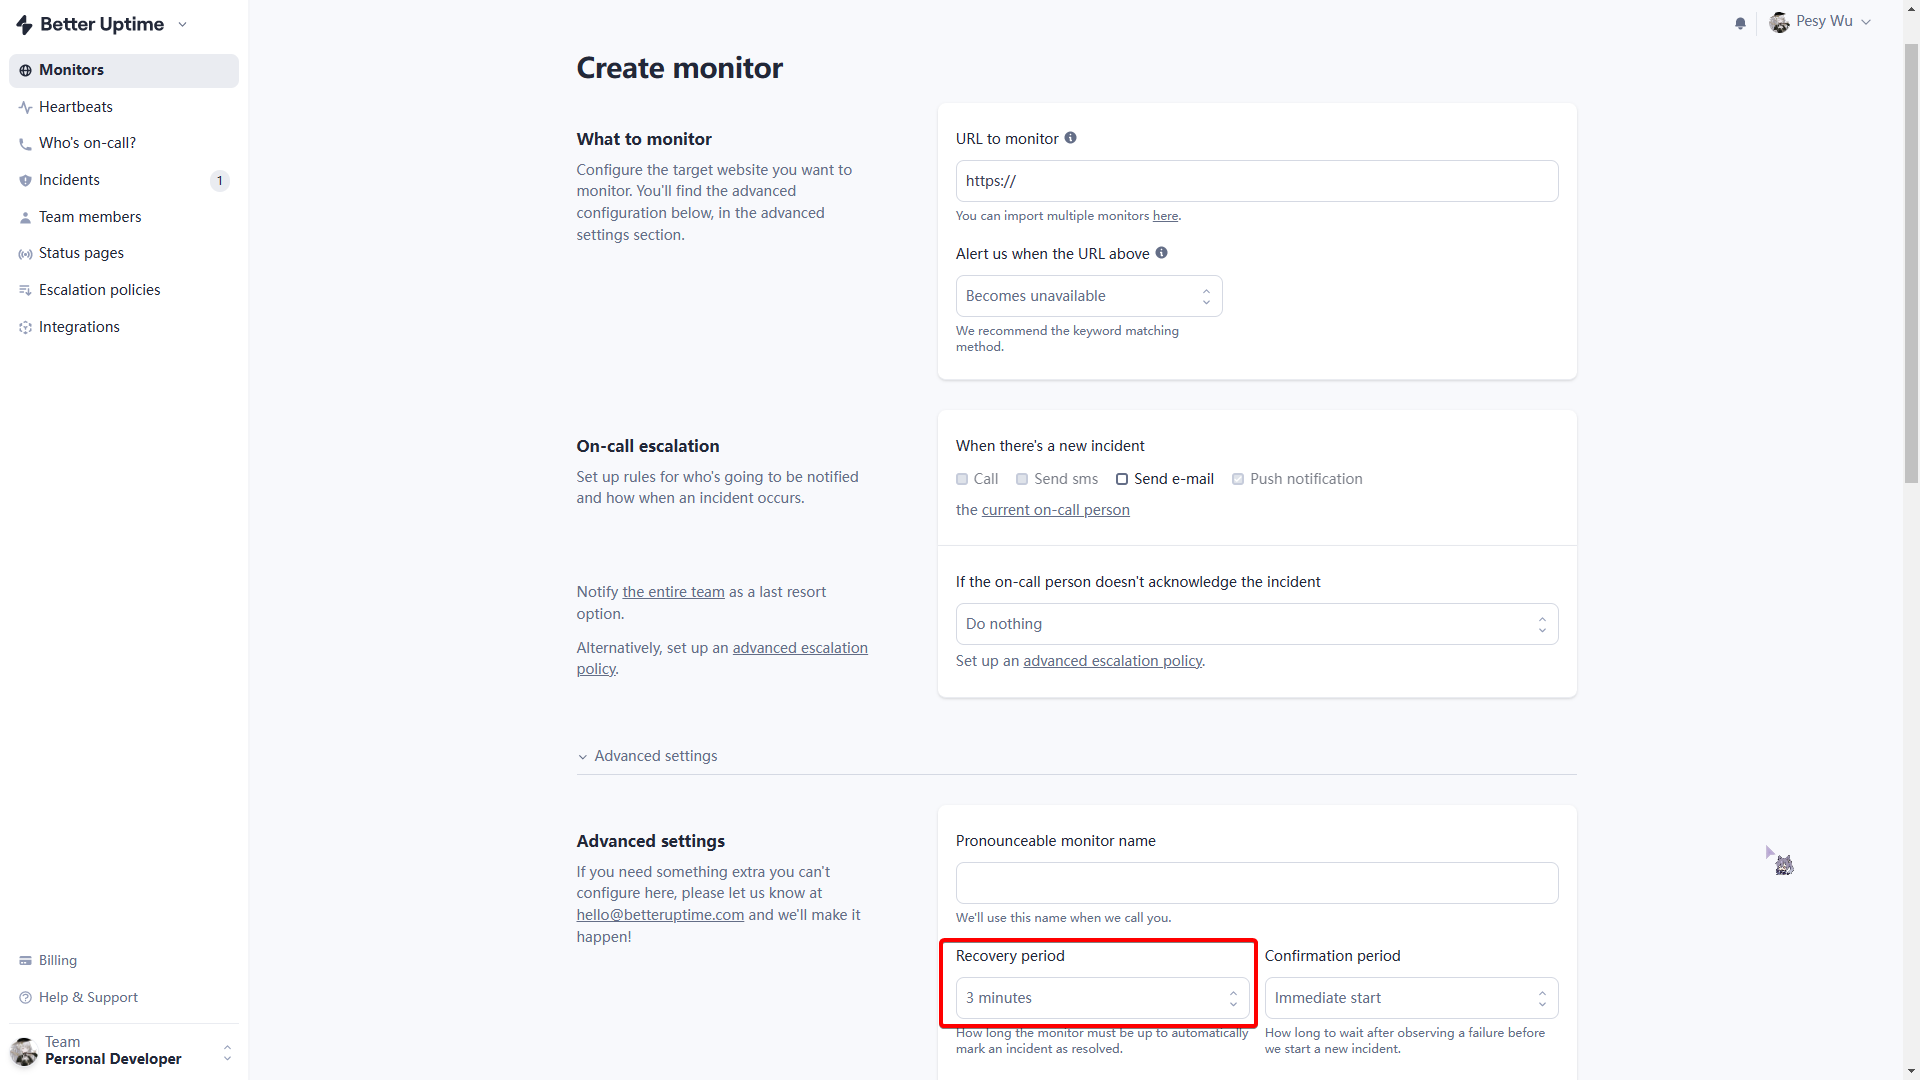 Better Uptime
Pesy Wu
Monitors
Heartbeats
Who's on-call?
Incidents
1
Team members
Status pages
Escalation policies
Integrations
Billing
Help & Support
Team
Personal Developer
Create monitor
What to monitor
Configure the target website you want to
monitor. You'll find the advanced
configuration below, in the advanced
settings section.
URL to monitor
https://
You can import multiple monitors here.
Alert us when the URL above
Becomes unavailable
We recommend the keyword matching
method.
On-call escalation
Set up rules for who's going to be notified
and how when an incident occurs.
Notify the entire team as a last resort
option.
Alternatively, set up an advanced escalation
policy.
When there's a new incident
Call Send sms Send e-mail Push notification
the current on-call person
If the on-call person doesn't acknowledge the incident
Do nothing
Set up an advanced escalation policy.
Advanced settings
Advanced settings
If you need something extra you can't
configure here, please let us know at
hello@betteruptime.com and we'll make it
happen!
Pronounceable monitor name
We'll use this name when we call you.
Recovery period
3 minutes
How long the monitor must be up to automatically
mark an incident as resolved.
Confirmation period
Immediate start
How long to wait after observing a failure before
we start a new incident.